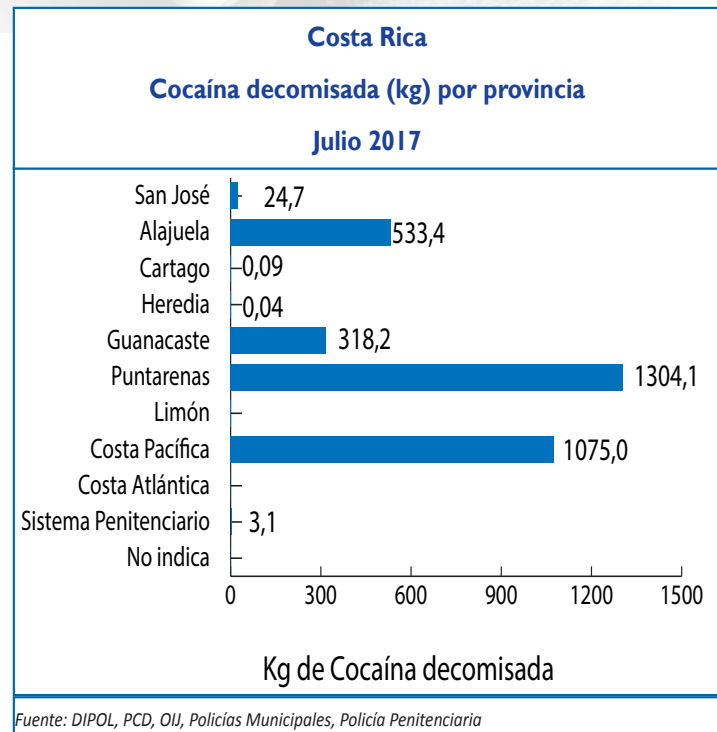 Costa Rica
Cocaína decomisada (kg) por provincia
Julio 2017
San José 24,7
Alajuela 533,4
Cartago 0,09
Heredia 0,04
Guanacaste 318,2
Puntarenas 1304,1
Limón
Costa Pacífica 1075,0
Costa Atlántica
Sistema Penitenciario 3,1
No indica
0 300 600 900 1200 1500
Kg de Cocaína decomisada
Fuente: DIPOL, PCD, OIJ, Policías Municipales, Policía Penitenciaria